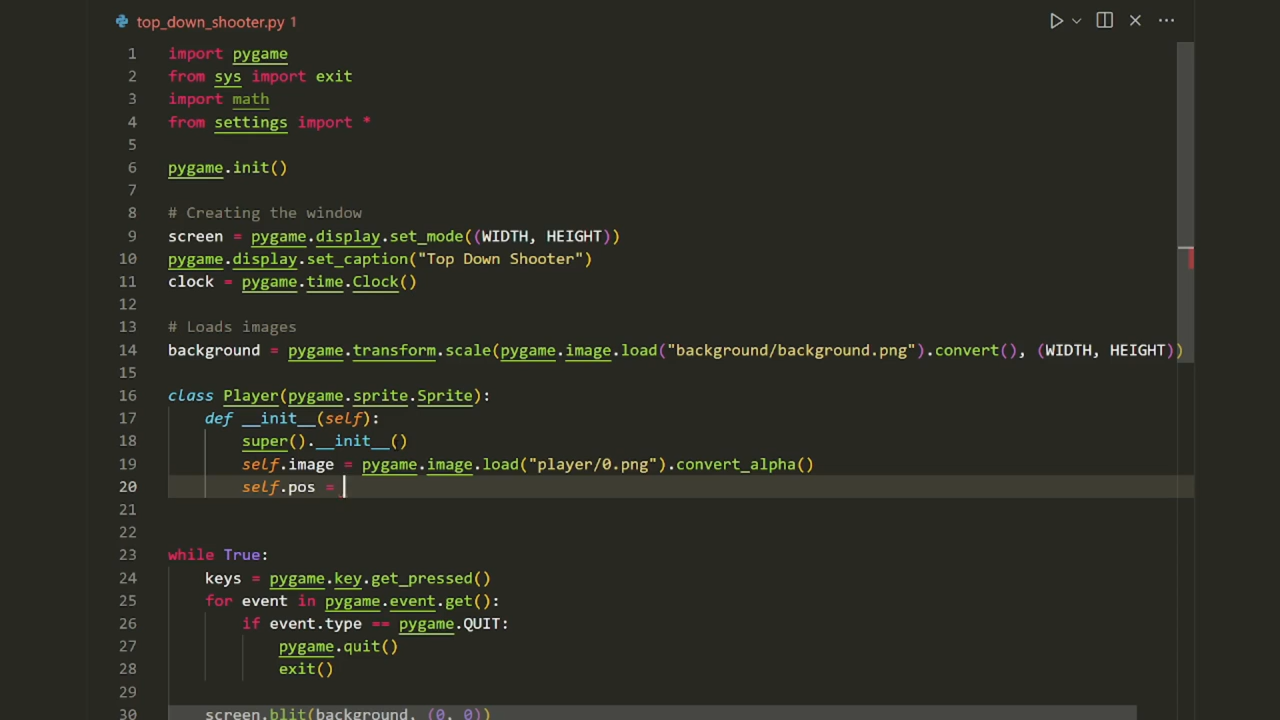 top_down_shooter.py 1
1 import pygame
2 from sys import exit
3 import math
4 from settings import *
5
6 pygame.init()
7
8 # Creating the window
9 screen = pygame.display.set_mode((WIDTH, HEIGHT))
10 pygame.display.set_caption("Top Down Shooter")
11 clock = pygame.time.Clock()
12
13 # Loads images
14 background = pygame.transform.scale(pygame.image.load("background/background.png").convert(), (WIDTH, HEIGHT))
15
16 class Player(pygame.sprite.Sprite):
17     def __init__(self):
18         super().__init__()
19         self.image = pygame.image.load("player/0.png").convert_alpha()
20         self.pos =
21
22
23 while True:
24     keys = pygame.key.get_pressed()
25     for event in pygame.event.get():
26         if event.type == pygame.QUIT:
27             pygame.quit()
28             exit()
29
30     screen.blit(background, (0, 0))